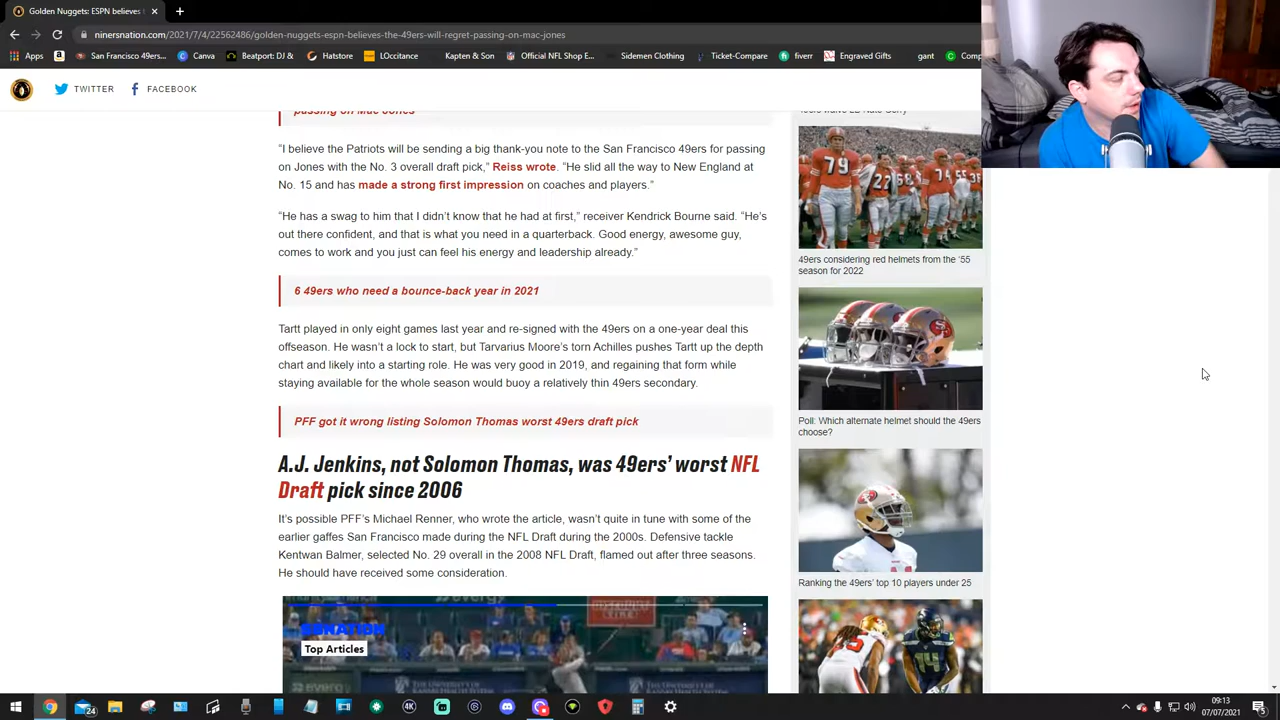 Golden Nuggets: ESPN believes t
ninersnation.com/2021/7/4/22562486/golden-nuggets-espn-believes-the-49ers-will-regret-passing-on-mac-jones
Apps
San Francisco 49ers...
Canva
Beatport: DJ &...
Hatstore
LOccitance
Kapten & Son
Official NFL Shop E...
Sidemen Clothing
Ticket-Compare
fiverr
Engraved Gifts
gant
Comp
TWITTER
FACEBOOK
passing on Mac Jones
“I believe the Patriots will be sending a big thank-you note to the San Francisco 49ers for passing
on Jones with the No. 3 overall draft pick,” Reiss wrote. “He slid all the way to New England at
No. 15 and has made a strong first impression on coaches and players.”
“He has a swag to him that I didn’t know that he had at first,” receiver Kendrick Bourne said. “He’s
out there confident, and that is what you need in a quarterback. Good energy, awesome guy,
comes to work and you just can feel his energy and leadership already.”
6 49ers who need a bounce-back year in 2021
Tartt played in only eight games last year and re-signed with the 49ers on a one-year deal this
offseason. He wasn’t a lock to start, but Tarvarius Moore’s torn Achilles pushes Tartt up the depth
chart and likely into a starting role. He was very good in 2019, and regaining that form while
staying available for the whole season would buoy a relatively thin 49ers secondary.
PFF got it wrong listing Solomon Thomas worst 49ers draft pick
A.J. Jenkins, not Solomon Thomas, was 49ers’ worst NFL
Draft pick since 2006
It’s possible PFF’s Michael Renner, who wrote the article, wasn’t quite in tune with some of the
earlier gaffes San Francisco made during the NFL Draft during the 2000s. Defensive tackle
Kentwan Balmer, selected No. 29 overall in the 2008 NFL Draft, flamed out after three seasons.
He should have received some consideration.
SBNATION
Top Articles
79
22
74
49ers considering red helmets from the ‘55
season for 2022
Poll: Which alternate helmet should the 49ers
choose?
Ranking the 49ers’ top 10 players under 25
14
24
09:13
07/07/2021
5